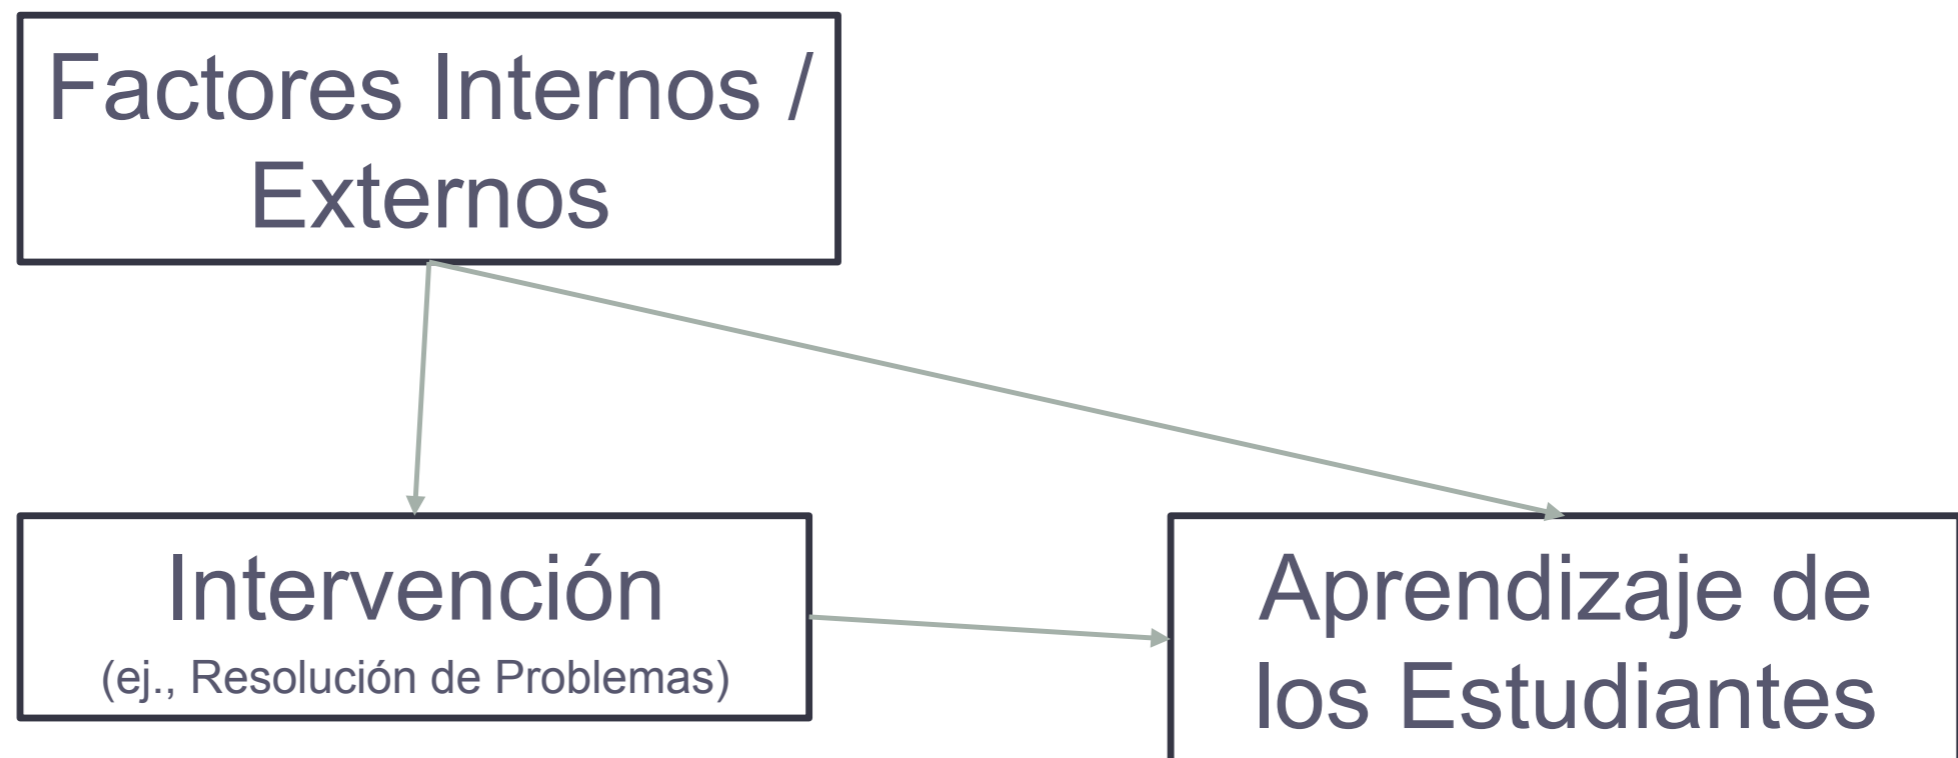 Factores Internos /
Externos
Intervención
(ej., Resolución de Problemas)
Aprendizaje de
los Estudiantes